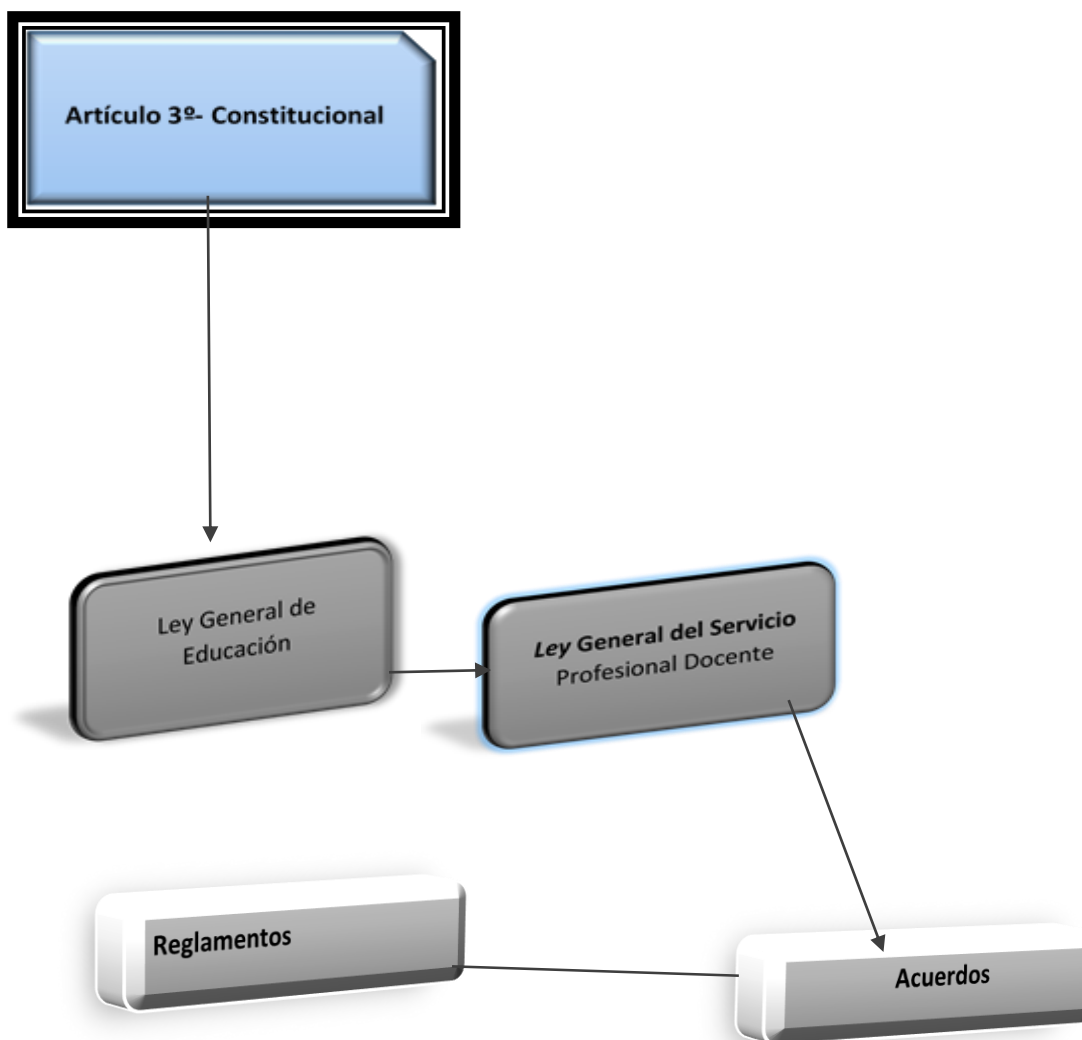 Artículo 3º- Constitucional
Ley General de
Educación
Ley General del Servicio
Profesional Docente
Reglamentos
Acuerdos